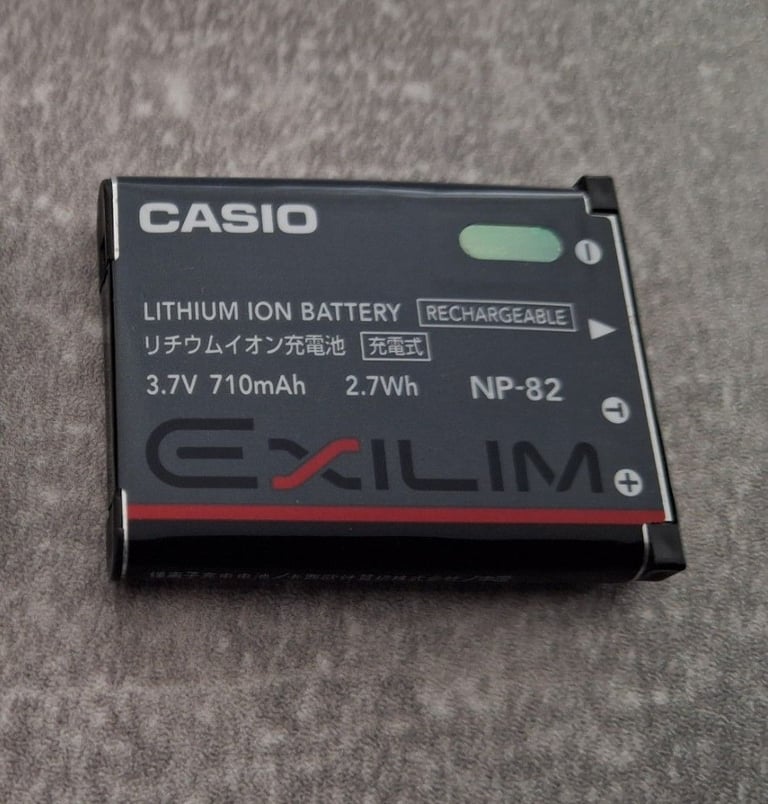 CASIO
LITHIUM ION BATTERY RECHARGEABLE
リチウムイオン充電池 充電式
3.7V 710mAh 2.7Wh NP-82
T
+
EXILIM